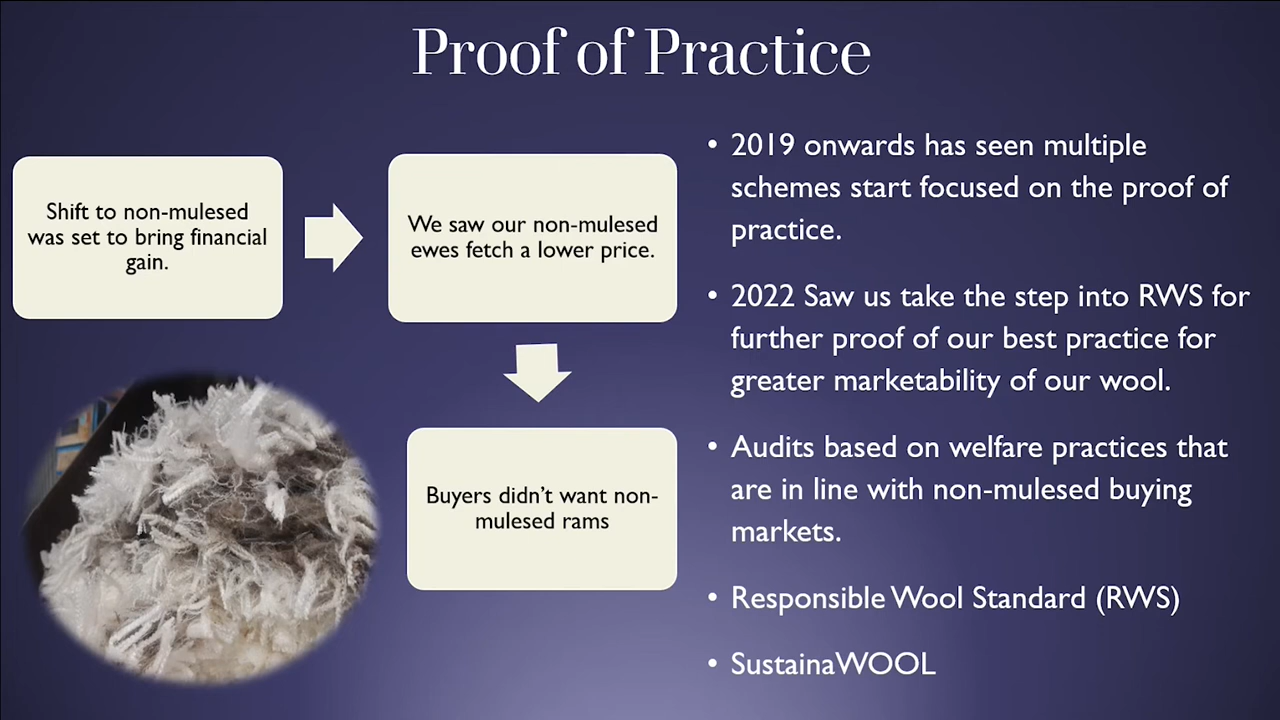 Proof of Practice
Shift to non-mulesed
was set to bring financial
gain.
We saw our non-mulesed
ewes fetch a lower price.
Buyers didn’t want non-
mulesed rams
• 2019 onwards has seen multiple
schemes start focused on the proof of
practice.
• 2022 Saw us take the step into RWS for
further proof of our best practice for
greater marketability of our wool.
• Audits based on welfare practices that
are in line with non-mulesed buying
markets.
• Responsible Wool Standard (RWS)
• SustainaWOOL